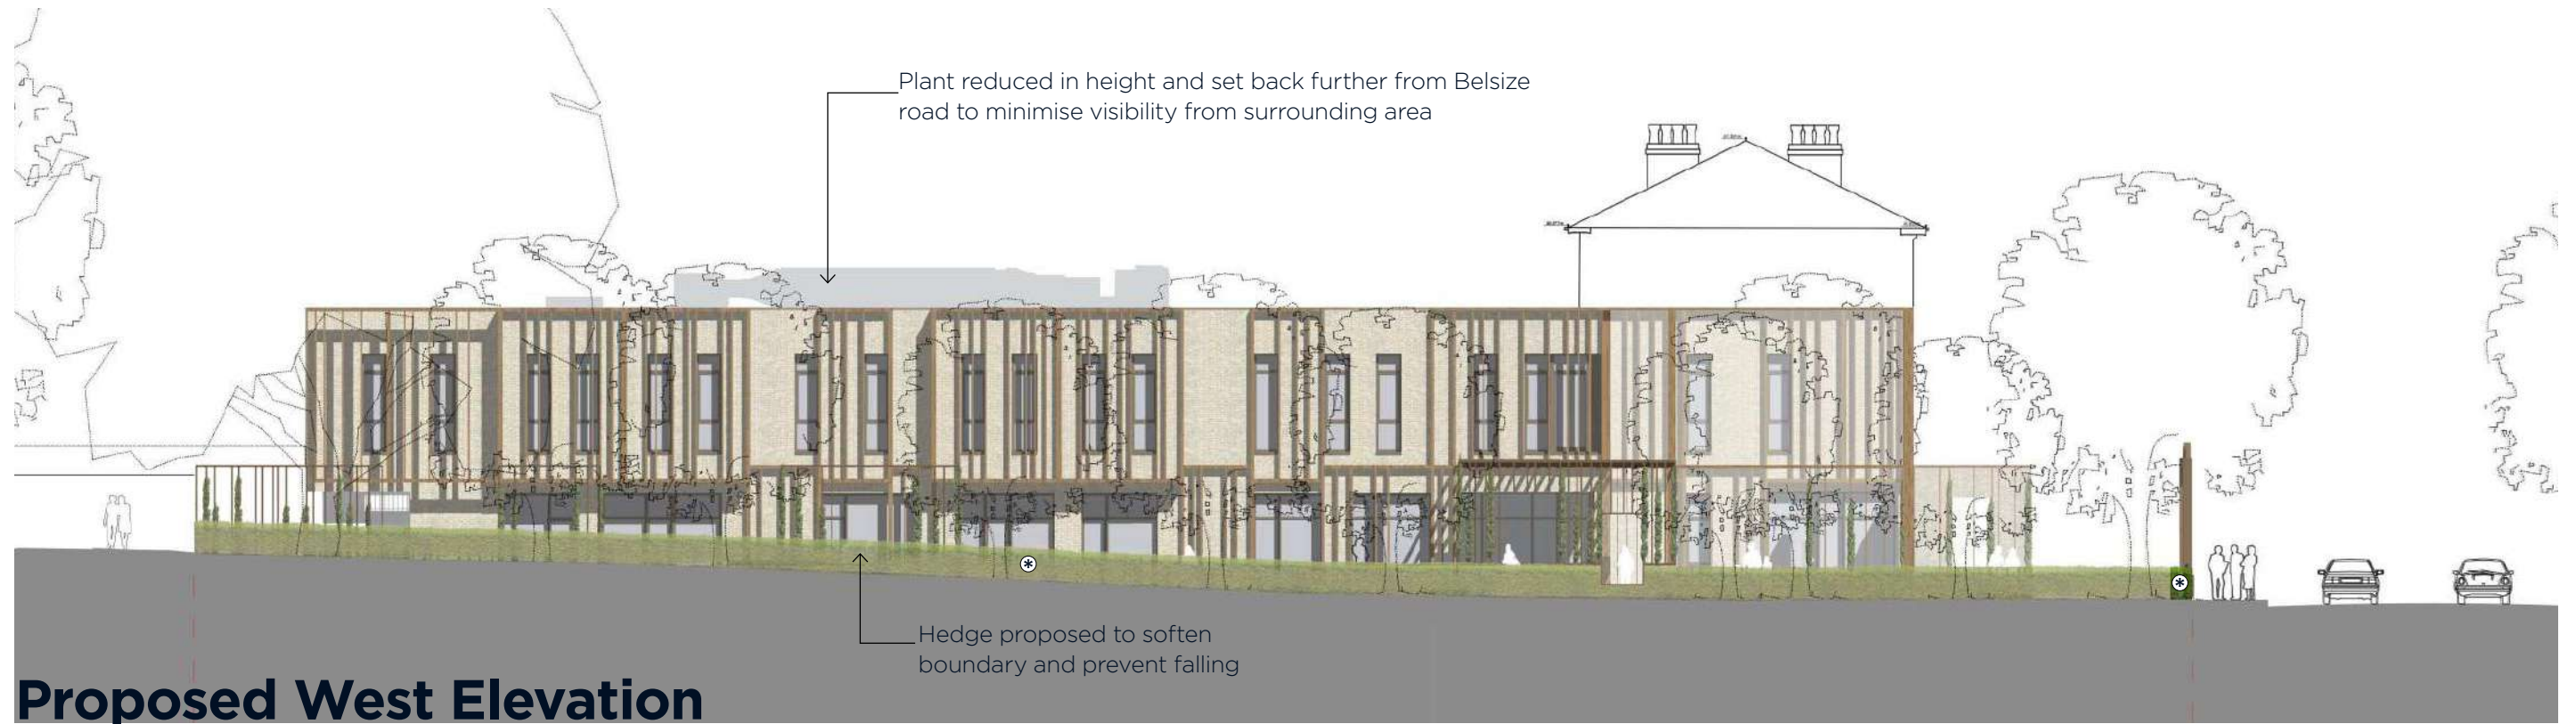 Plant reduced in height and set back further from Belsize
road to minimise visibility from surrounding area
Hedge proposed to soften
boundary and prevent falling
Proposed West Elevation